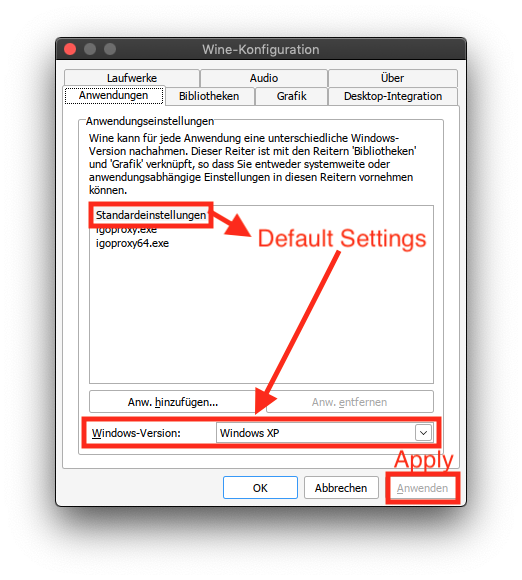 Wine-Konfiguration
Laufwerke
Audio
Über
Anwendungen
Bibliotheken
Grafik
Desktop-Integration
Anwendungseinstellungen
Wine kann für jede Anwendung eine unterschiedliche Windows-
Version nachahmen. Dieser Reiter ist mit den Reitern 'Bibliotheken'
und 'Grafik' verknüpft, so dass Sie entweder systemweite oder
anwendungsabhängige Einstellungen in diesen Reitern vornehmen
können.
Standardeinstellungen
igoproxy.exe
igoproxy64.exe
Default Settings
Anw. hinzufügen...
Anw. entfernen
Windows-Version:
Windows XP
Apply
OK
Abbrechen
Anwenden